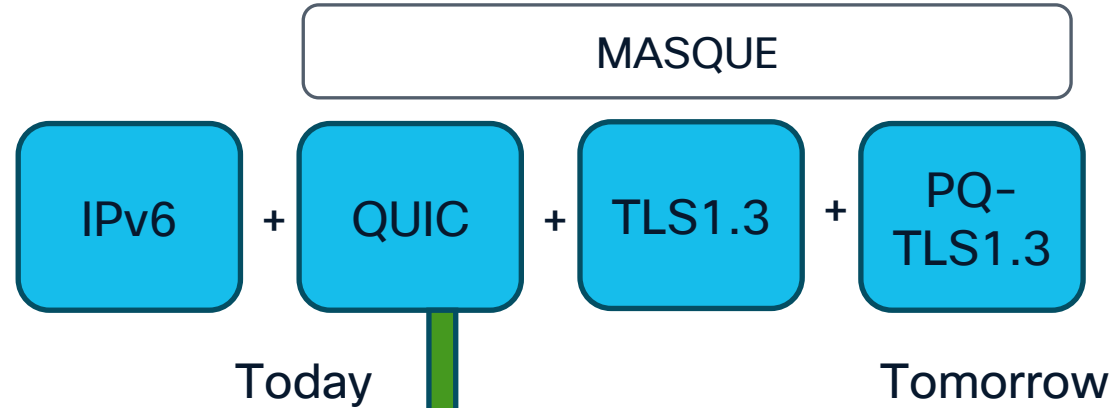 MASQUE
IPv6 + QUIC + TLS1.3 + PQ-
TLS1.3
Today Tomorrow